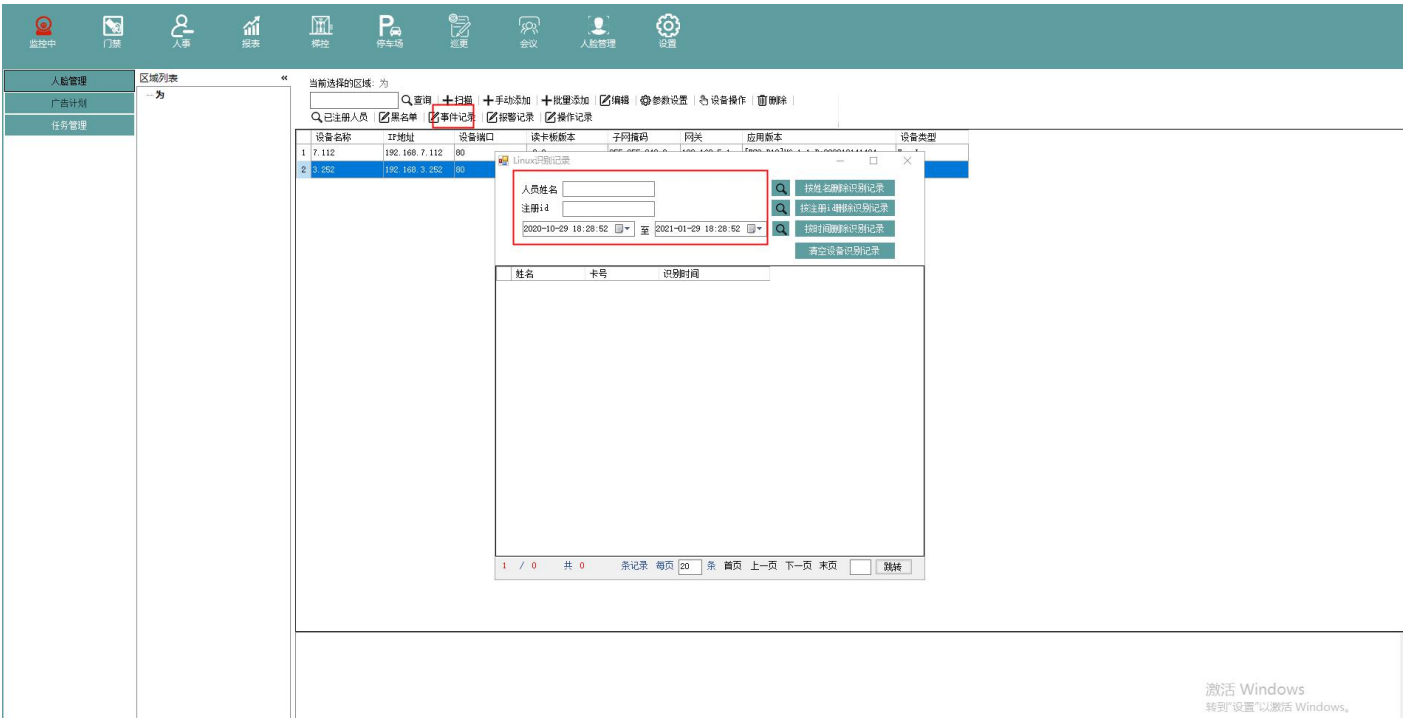 监控中 门禁 人事 报表 梯控 停车场 巡更 会议 人脸管理 设置
人脸管理
广告计划
任务管理
区域列表 «
为
当前选择的区域: 为
查询 扫描 手动添加 批量添加 编辑 参数设置 设备操作 删除
已注册人员 黑名单 事件记录 报警记录 操作记录
设备名称 IP地址 设备端口 读卡板版本 子网掩码 网关 应用版本 设备类型
1 7.112 192.168.7.112 80
2 3.252 192.168.3.252 80
Linux识别记录
人员姓名 按姓名删除识别记录
注册id 按注册id删除识别记录
2020-10-29 18:28:52 至 2021-01-29 18:28:52 按时间删除识别记录
清空设备识别记录
姓名 卡号 识别时间
1 / 0 共 0 条记录 每页 20 条 首页 上一页 下一页 末页 跳转
激活 Windows
转到"设置"以激活 Windows。